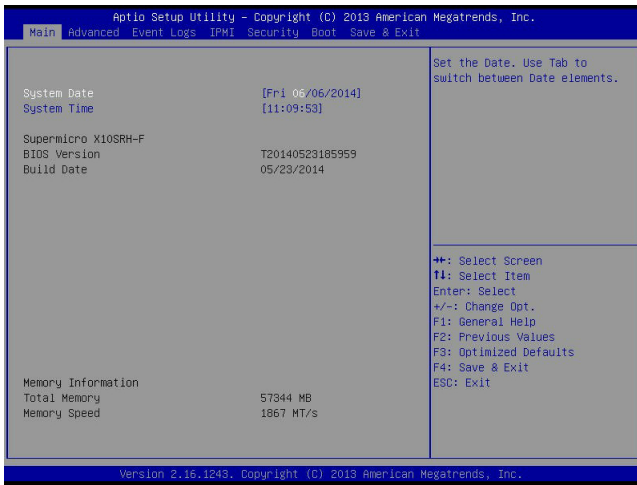 Aptio Setup Utility – Copyright (C) 2013 American Megatrends, Inc.
Main Advanced Event Logs IPMI Security Boot Save & Exit
System Date [Fri 06/06/2014]
System Time [11:09:53]
Supermicro X10SRH-F
BIOS Version T20140523185959
Build Date 05/23/2014
Memory Information
Total Memory 57344 MB
Memory Speed 1867 MT/s
Set the Date. Use Tab to
switch between Date elements.
→←: Select Screen
↑↓: Select Item
Enter: Select
+/-: Change Opt.
F1: General Help
F2: Previous Values
F3: Optimized Defaults
F4: Save & Exit
ESC: Exit
Version 2.16.1243. Copyright (C) 2013 American Megatrends, Inc.